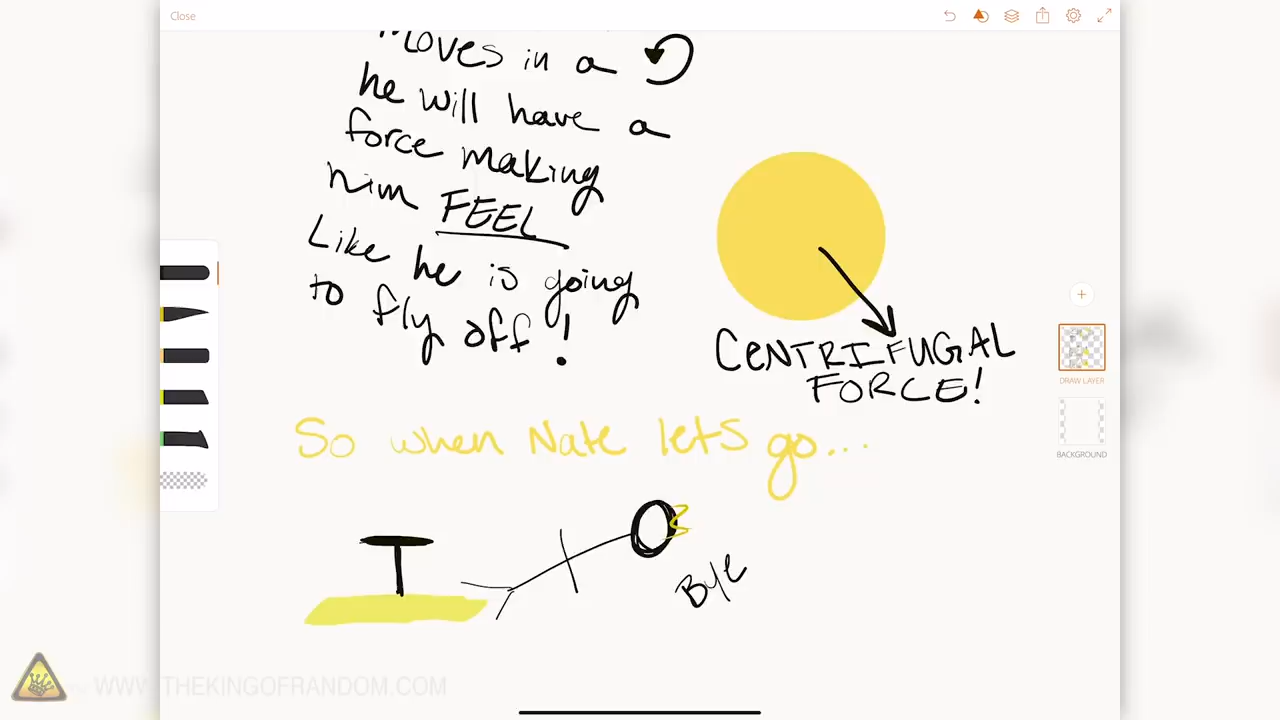 Close
moves in a
he will have a
force making
him FEEL
Like he is going
to fly off!
CENTRIFUGAL
FORCE!
DRAW LAYER
BACKGROUND
So when Nate lets go...
Bye
WWW.THEKINGOFRANDOM.COM